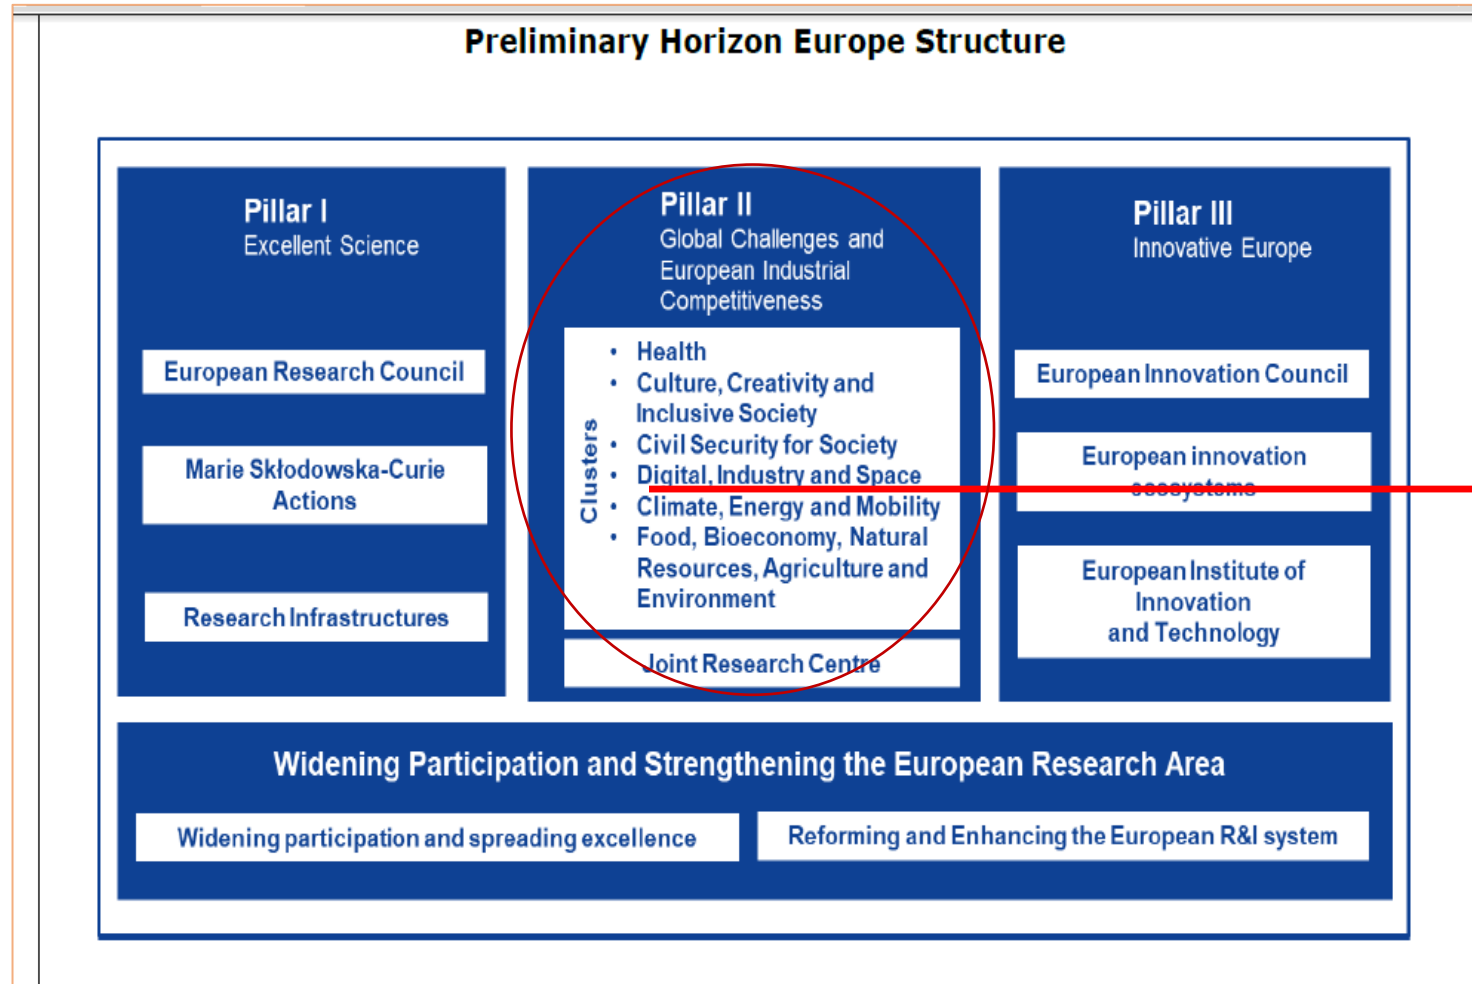 Preliminary Horizon Europe Structure
Pillar I
Excellent Science
European Research Council
Marie Skłodowska-Curie
Actions
Research Infrastructures
Pillar II
Global Challenges and
European Industrial
Competitiveness
Clusters
• Health
• Culture, Creativity and
Inclusive Society
• Civil Security for Society
• Digital, Industry and Space
• Climate, Energy and Mobility
• Food, Bioeconomy, Natural
Resources, Agriculture and
Environment
Joint Research Centre
Pillar III
Innovative Europe
European Innovation Council
European innovation
ecosystems
European Institute of
Innovation
and Technology
Widening Participation and Strengthening the European Research Area
Widening participation and spreading excellence
Reforming and Enhancing the European R&I system